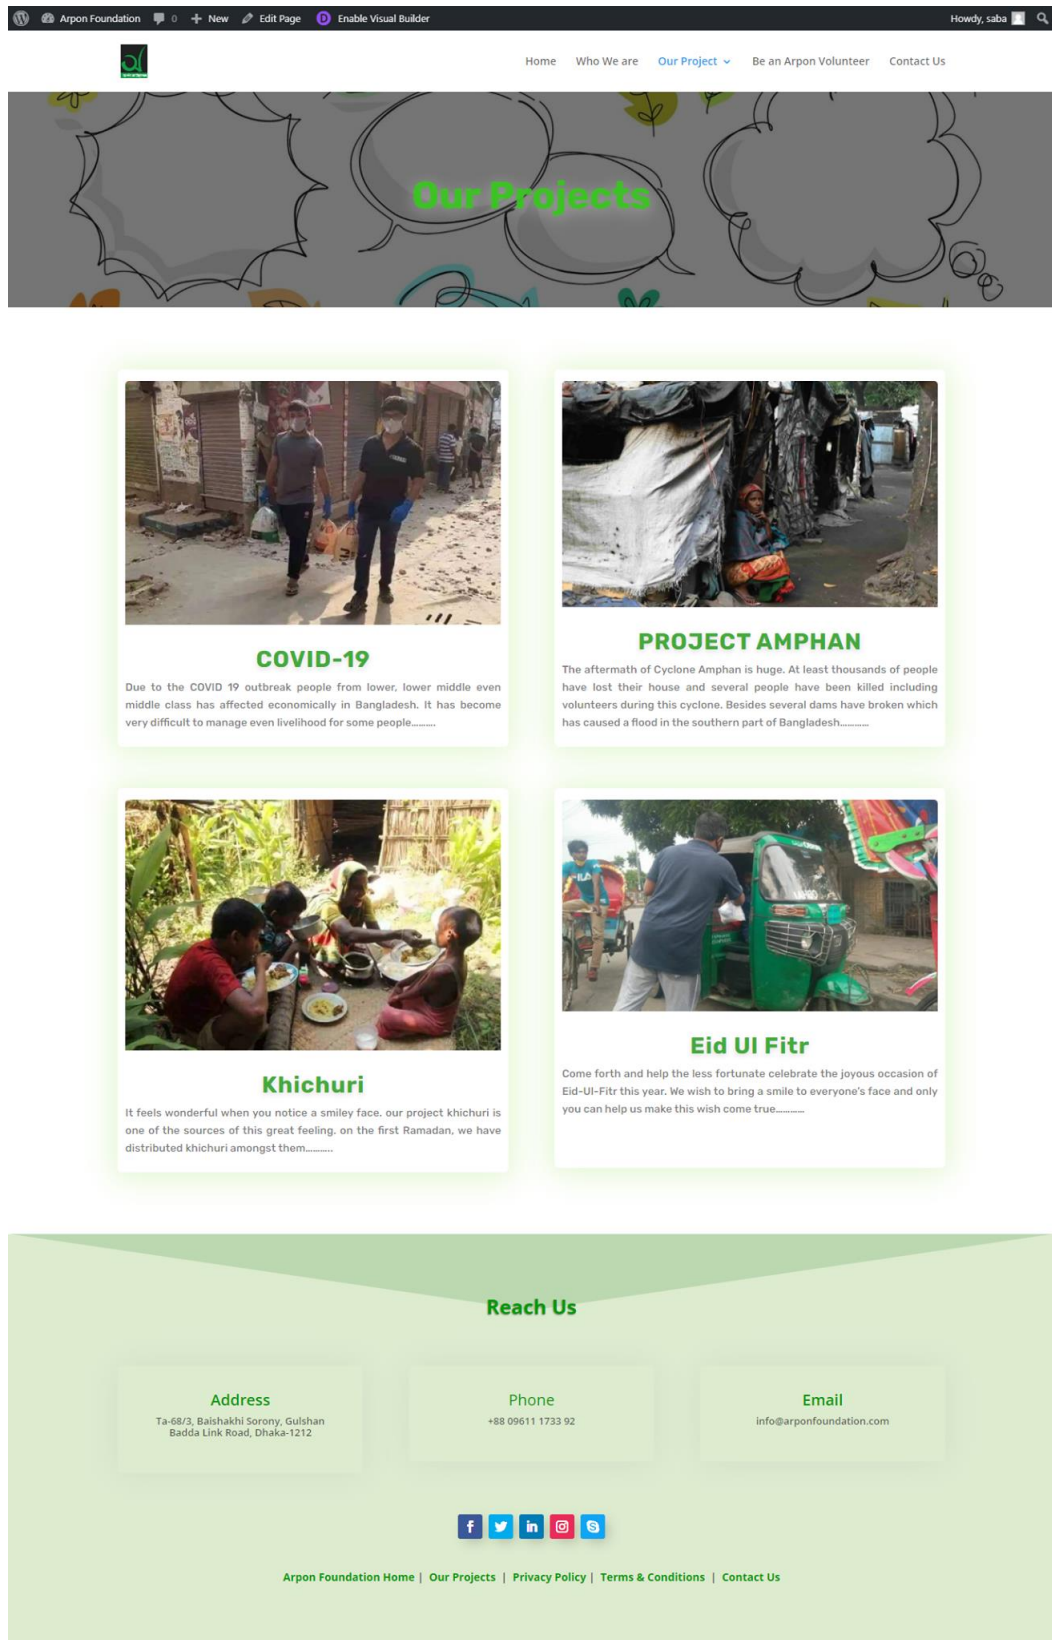 Arpon Foundation 0 New Edit Page D Enable Visual Builder Howdy, saba
Home Who We are Our Project Be an Arpon Volunteer Contact Us
Our Projects
COVID-19
Due to the COVID 19 outbreak people from lower, lower middle even
middle class has affected economically in Bangladesh. It has become
very difficult to manage even livelihood for some people..........
PROJECT AMPHAN
The aftermath of Cyclone Amphan is huge. At least thousands of people
have lost their house and several people have been killed including
volunteers during this cyclone. Besides several dams have broken which
has caused a flood in the southern part of Bangladesh............
Khichuri
It feels wonderful when you notice a smiley face. our project khichuri is
one of the sources of this great feeling. on the first Ramadan, we have
distributed khichuri amongst them...........
Eid Ul Fitr
Come forth and help the less fortunate celebrate the joyous occasion of
Eid-Ul-Fitr this year. We wish to bring a smile to everyone's face and only
you can help us make this wish come true............
Reach Us
Address
Ta-68/3, Baishakhi Sorony, Gulshan
Badda Link Road, Dhaka-1212
Phone
+88 09611 1733 92
Email
info@arponfoundation.com
Arpon Foundation Home | Our Projects | Privacy Policy | Terms & Conditions | Contact Us